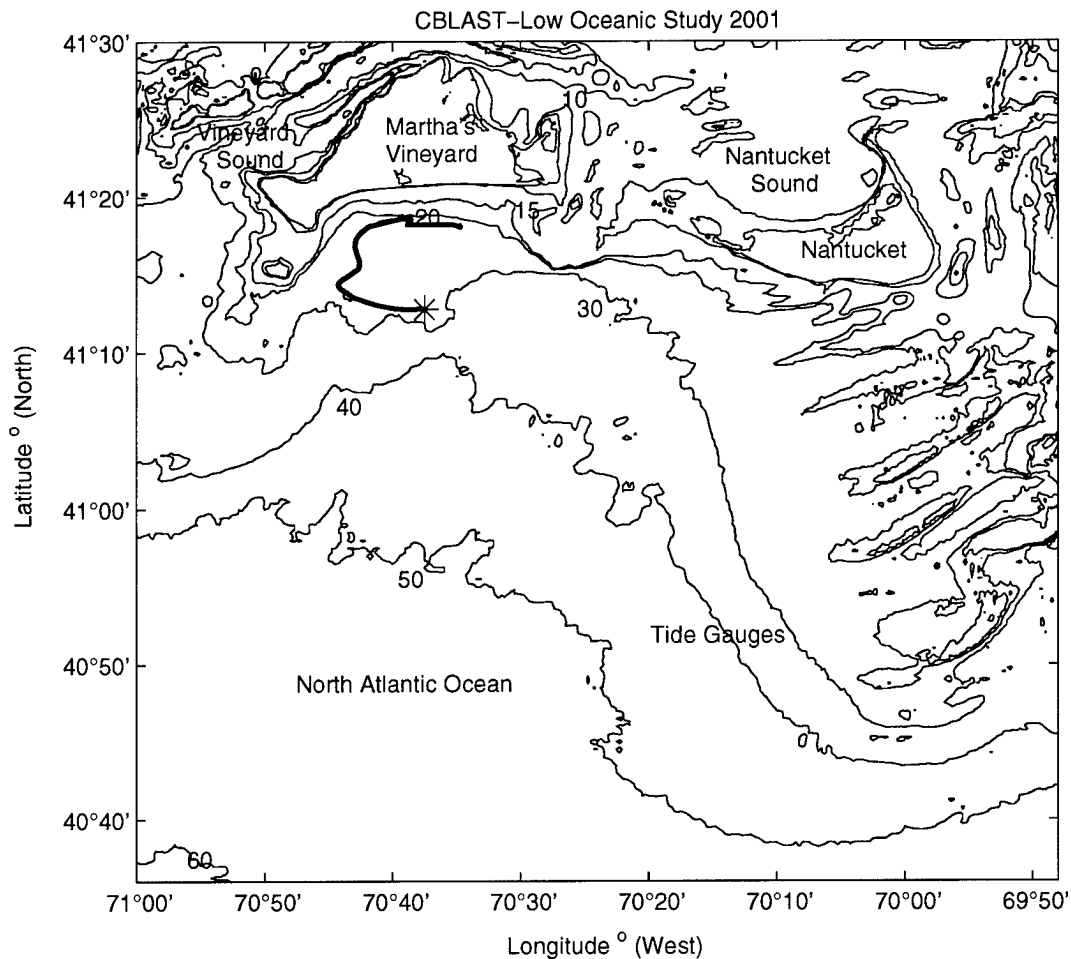 CBLAST–Low Oceanic Study 2001
41°30'
41°20'
41°10'
41°00'
40°50'
40°40'
Latitude ° (North)
Vineyard
Sound
Martha's
Vineyard
10
Nantucket
Sound
Nantucket
15
20
30
40
50
60
Tide Gauges
North Atlantic Ocean
71°00'
70°50'
70°40'
70°30'
70°20'
70°10'
70°00'
69°50'
Longitude ° (West)